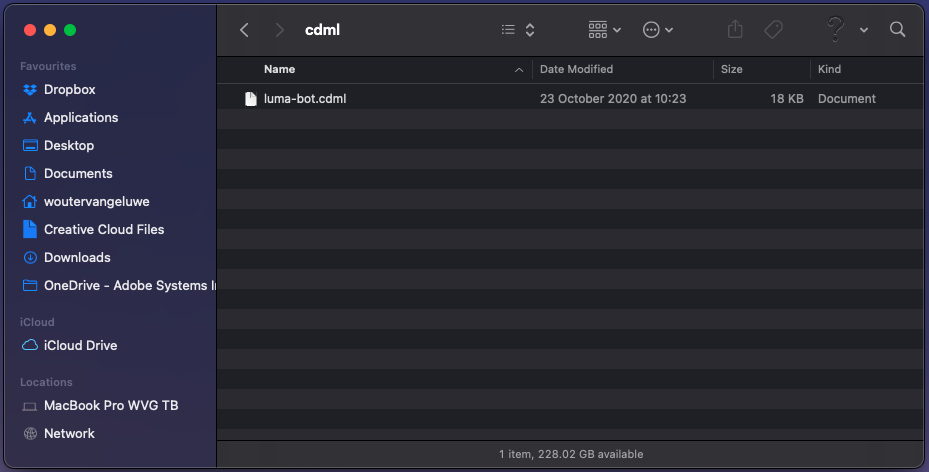 cdml
Favourites
Dropbox
Applications
Desktop
Documents
woutervangeluwe
Creative Cloud Files
Downloads
OneDrive - Adobe Systems I
iCloud
iCloud Drive
Locations
MacBook Pro WVG TB
Network
Name Date Modified Size Kind
luma-bot.cdml 23 October 2020 at 10:23 18 KB Document
1 item, 228.02 GB available